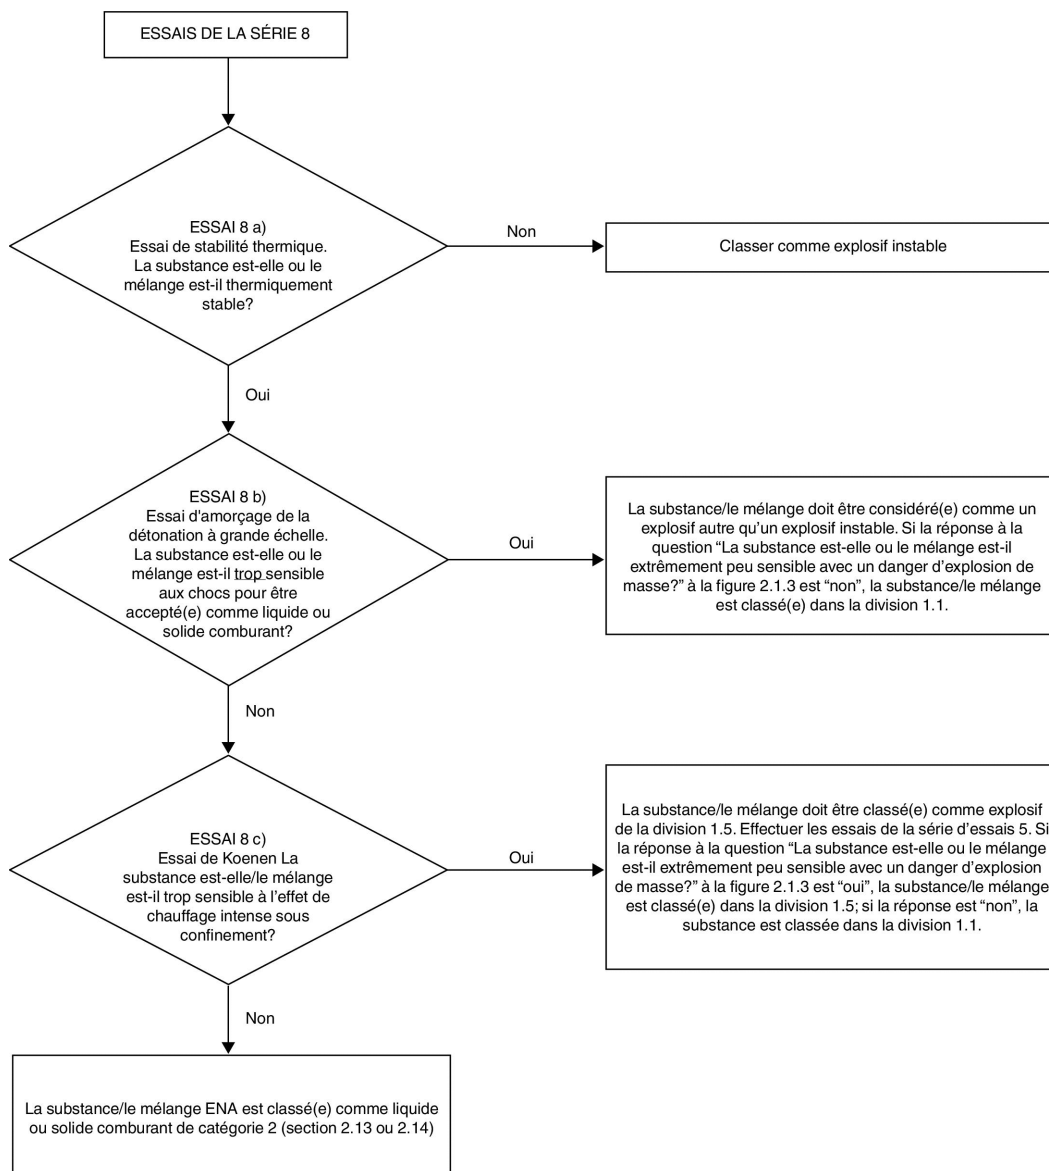 ESSAIS DE LA SÉRIE 8
ESSAI 8 a)
Essai de stabilité thermique.
La substance est-elle ou le
mélange est-il thermiquement
stable?
Non
Classer comme explosif instable
Oui
ESSAI 8 b)
Essai d'amorçage de la
détonation à grande échelle.
La substance est-elle ou le
mélange est-il trop sensible
aux chocs pour être
accepté(e) comme liquide ou
solide comburant?
Oui
La substance/le mélange doit être considéré(e) comme un
explosif autre qu’un explosif instable. Si la réponse à la
question “La substance est-elle ou le mélange est-il
extrêmement peu sensible avec un danger d’explosion de
masse?” à la figure 2.1.3 est “non”, la substance/le mélange
est classé(e) dans la division 1.1.
Non
ESSAI 8 c)
Essai de Koenen La
substance est-elle/le mélange
est-il trop sensible à l’effet de
chauffage intense sous
confinement?
Oui
La substance/le mélange doit être classé(e) comme explosif
de la division 1.5. Effectuer les essais de la série d’essais 5. Si
la réponse à la question “La substance est-elle ou le mélange
est-il extrêmement peu sensible avec un danger d’explosion
de masse?” à la figure 2.1.3 est “oui”, la substance/le mélange
est classé(e) dans la division 1.5; si la réponse est “non”, la
substance est classée dans la division 1.1.
Non
La substance/le mélange ENA est classé(e) comme liquide
ou solide comburant de catégorie 2 (section 2.13 ou 2.14)